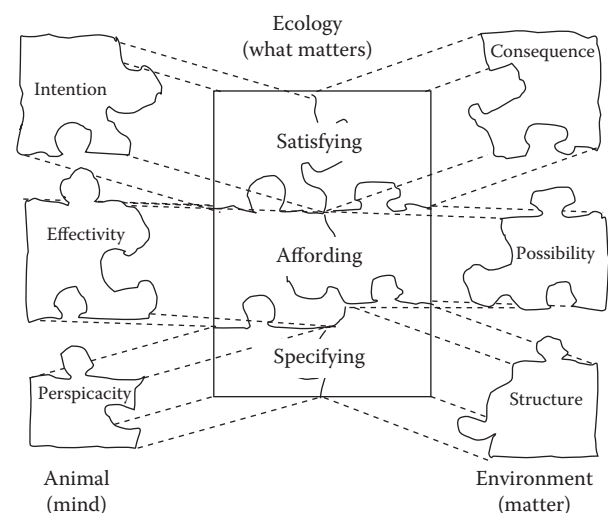 Ecology
(what matters)
Intention
Consequence
Satisfying
Effectivity
Affording
Possibility
Specifying
Perspicacity
Structure
Animal
(mind)
Environment
(matter)